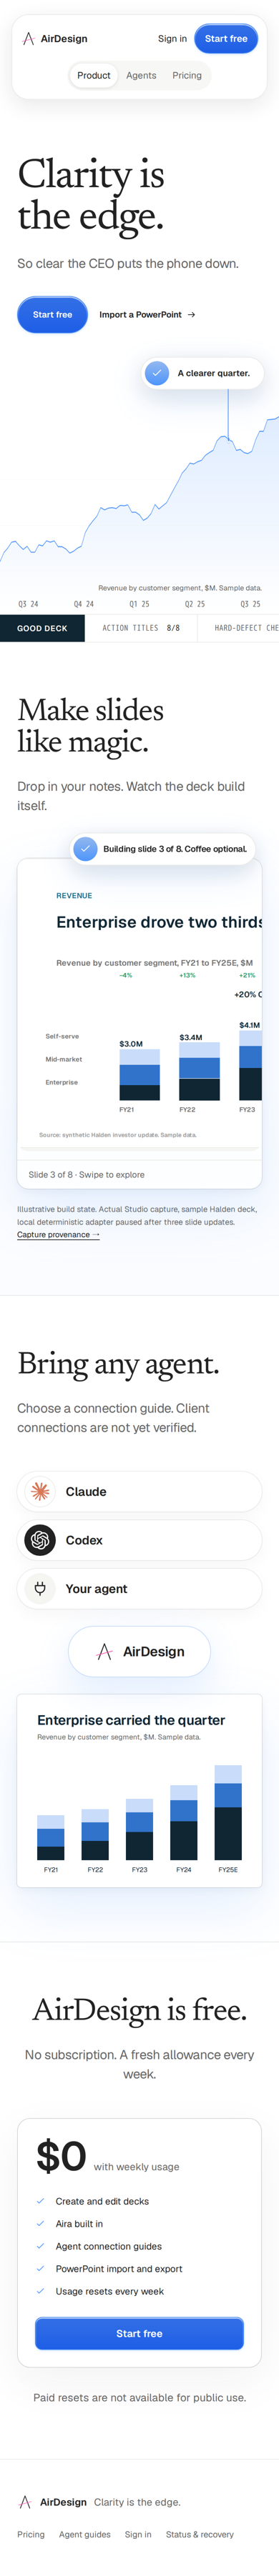 AirDesign
Sign in
Start free
Product
Agents
Pricing
Clarity is
the edge.
So clear the CEO puts the phone down.
Start free
Import a PowerPoint →
A clearer quarter.
Revenue by customer segment, $M. Sample data.
Q3 24 Q4 24 Q1 25 Q2 25 Q3 25
GOOD DECK
ACTION TITLES 8/8
HARD-DEFECT CHE
Make slides
like magic.
Drop in your notes. Watch the deck build
itself.
Building slide 3 of 8. Coffee optional.
REVENUE
Enterprise drove two thirds
Revenue by customer segment, FY21 to FY25E, $M
-4% +13% +21%
+20% C
$3.0M $3.4M $4.1M
Self-serve
Mid-market
Enterprise
FY21 FY22 FY23
Source: synthetic Halden investor update. Sample data.
Slide 3 of 8 · Swipe to explore
Illustrative build state. Actual Studio capture, sample Halden deck,
local deterministic adapter paused after three slide updates.
Capture provenance →
Bring any agent.
Choose a connection guide. Client
connections are not yet verified.
Claude
Codex
Your agent
AirDesign
Enterprise carried the quarter
Revenue by customer segment, $M. Sample data.
FY21 FY22 FY23 FY24 FY25E
AirDesign is free.
No subscription. A fresh allowance every
week.
$0 with weekly usage
Create and edit decks
Aira built in
Agent connection guides
PowerPoint import and export
Usage resets every week
Start free
Paid resets are not available for public use.
AirDesign Clarity is the edge.
Pricing Agent guides Sign in Status & recovery